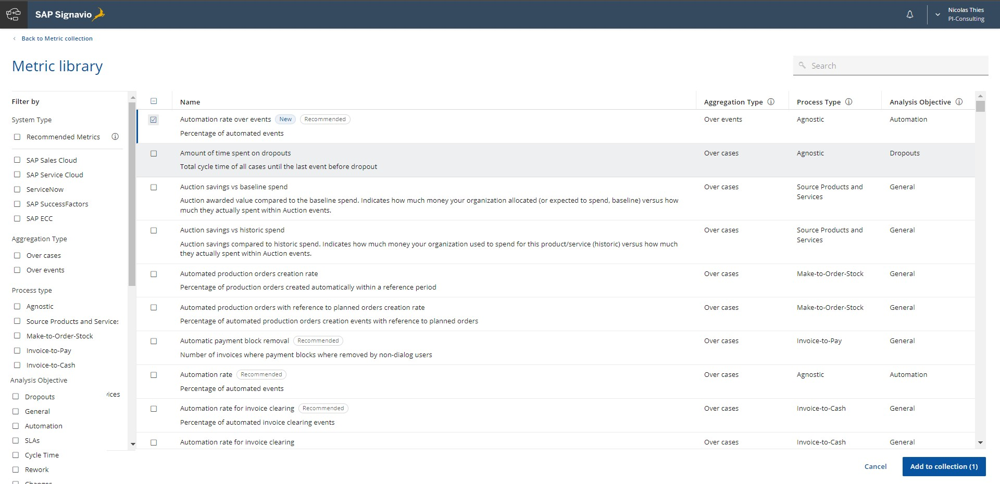 SAP Signavio
Nicolas Thies
PI-Consulting
Back to Metric collection
Metric library
Search
Filter by
System Type
Recommended Metrics
SAP Sales Cloud
SAP Service Cloud
ServiceNow
SAP SuccessFactors
SAP ECC
Aggregation Type
Over cases
Over events
Process type
Agnostic
Source Products and Services
Make-to-Order-Stock
Invoice-to-Pay
Invoice-to-Cash
Analysis Objective
vices
Dropouts
General
Automation
SLAs
Cycle Time
Rework
Changes
Name Aggregation Type Process Type Analysis Objective
Automation rate over events New Recommended Over events Agnostic Automation
Percentage of automated events
Amount of time spent on dropouts Over cases Agnostic Dropouts
Total cycle time of all cases until the last event before dropout
Auction savings vs baseline spend Over cases Source Products and General
Services
Auction awarded value compared to the baseline spend. Indicates how much money your organization allocated (or expected to spend, baseline) versus how
much they actually spent within Auction events.
Auction savings vs historic spend Over cases Source Products and General
Services
Auction savings compared to historic spend. Indicates how much money your organization used to spend for this product/service (historic) versus how much
they actually spent within Auction events.
Automated production orders creation rate Over cases Make-to-Order-Stock General
Percentage of production orders created automatically within a reference period
Automated production orders with reference to planned orders creation rate Over cases Make-to-Order-Stock General
Percentage of automated production orders creation events with reference to planned orders
Automatic payment block removal Recommended Over cases Invoice-to-Pay General
Number of invoices where payment blocks where removed by non-dialog users
Automation rate Recommended Over cases Agnostic Automation
Percentage of automated events
Automation rate for invoice clearing Recommended Over cases Invoice-to-Cash General
Percentage of automated invoice clearing events
Automation rate for invoice clearing Over cases Invoice-to-Cash General
Cancel
Add to collection (1)